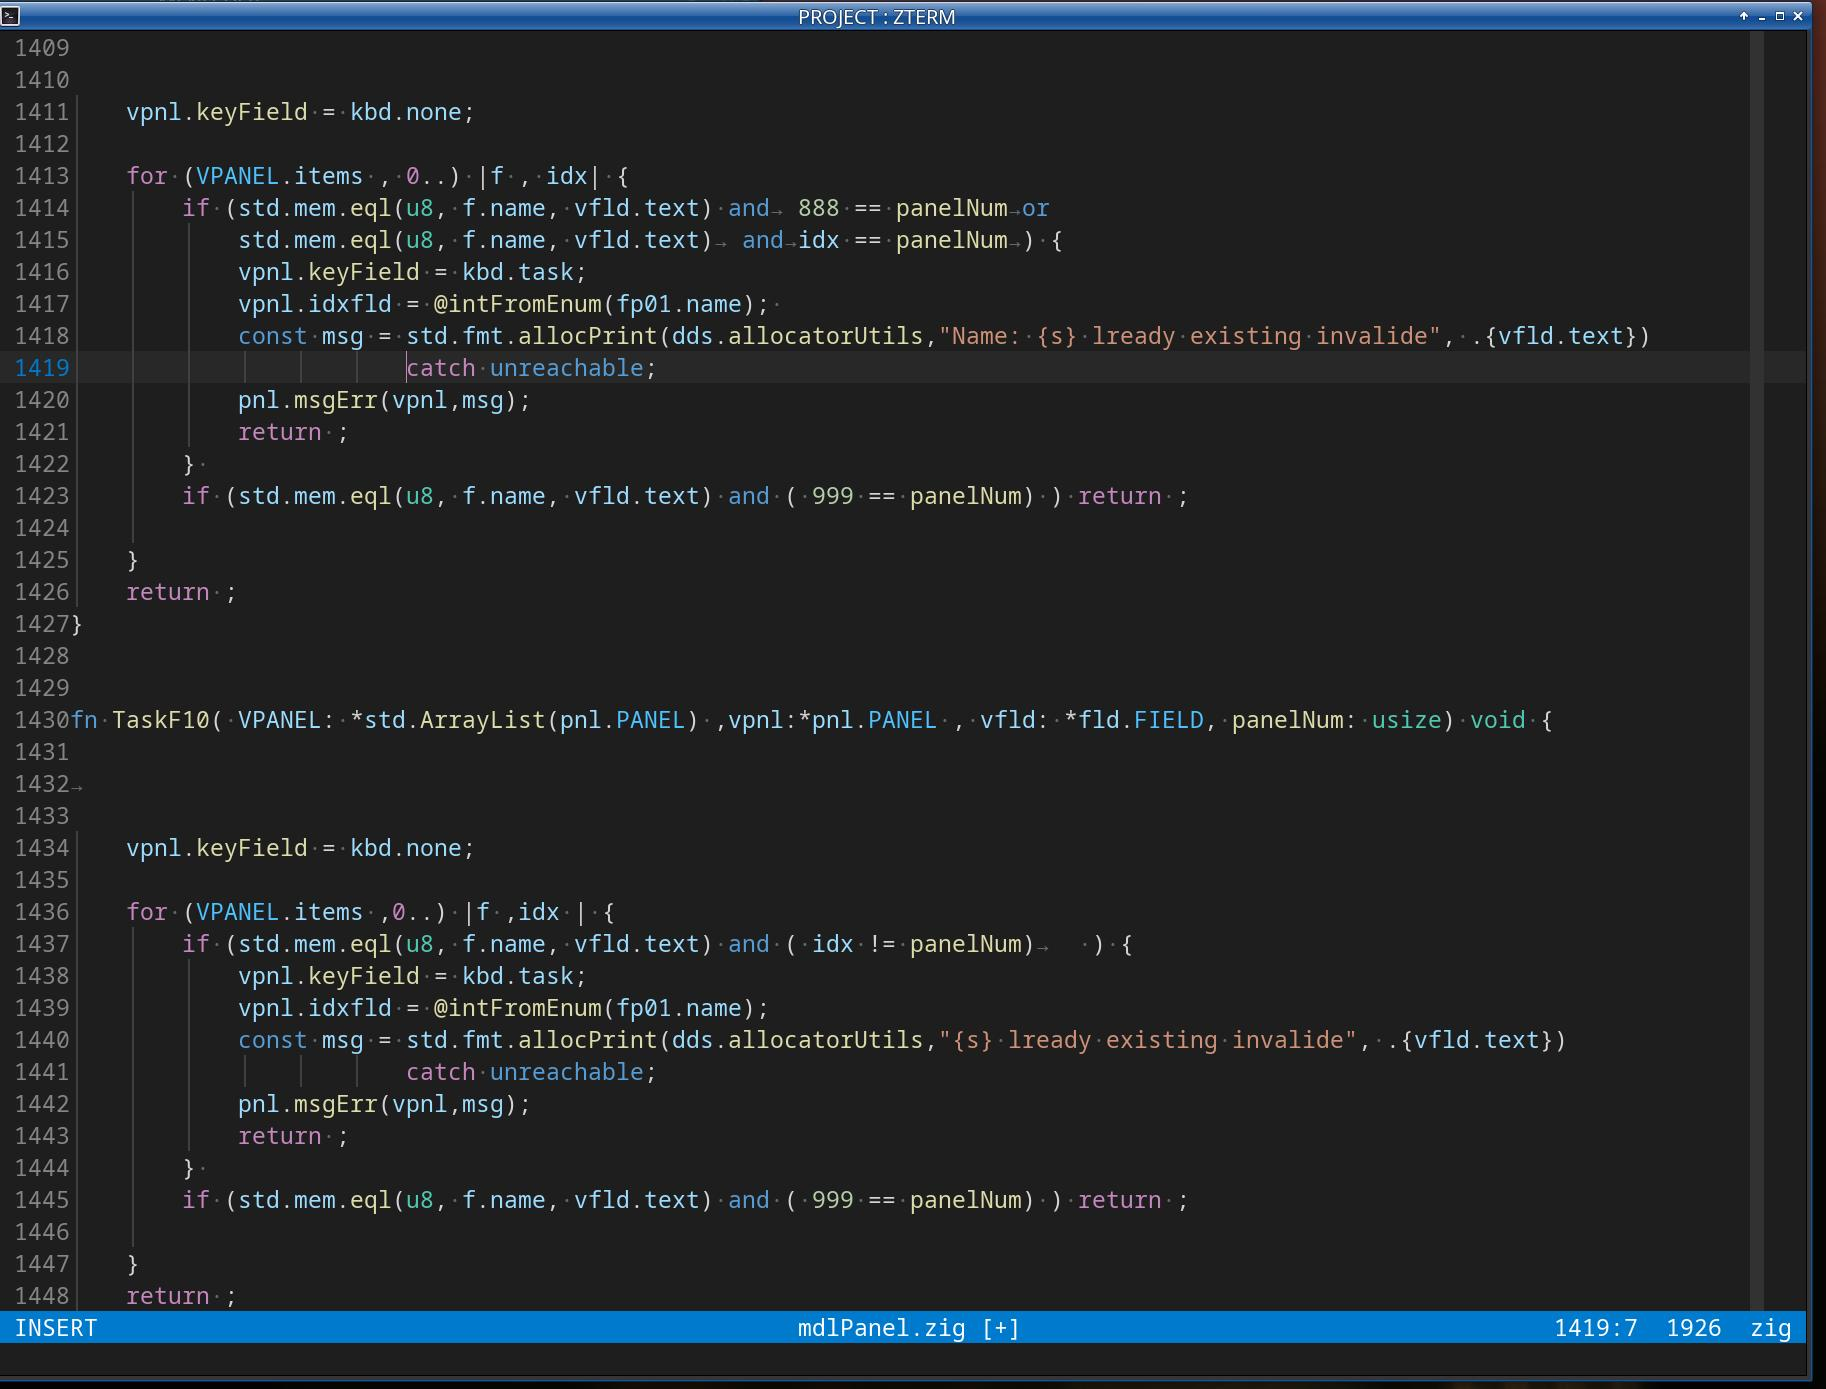 PROJECT : ZTERM
1409
1410
1411 vpnl.keyField = kbd.none;
1412
1413 for (VPANEL.items , 0..) |f , idx| {
1414 if (std.mem.eql(u8, f.name, vfld.text) and→ 888 == panelNum→or
1415 std.mem.eql(u8, f.name, vfld.text)→ and→idx == panelNum→) {
1416 vpnl.keyField = kbd.task;
1417 vpnl.idxfld = @intFromEnum(fp01.name);
1418 const msg = std.fmt.allocPrint(dds.allocatorUtils,"Name: {s} lready existing invalide", .{vfld.text})
1419 catch unreachable;
1420 pnl.msgErr(vpnl,msg);
1421 return ;
1422 }
1423 if (std.mem.eql(u8, f.name, vfld.text) and ( 999 == panelNum) ) return ;
1424
1425 }
1426 return ;
1427}
1428
1429
1430fn TaskF10( VPANEL: *std.ArrayList(pnl.PANEL) ,vpnl:*pnl.PANEL , vfld: *fld.FIELD, panelNum: usize) void {
1431
1432→
1433
1434 vpnl.keyField = kbd.none;
1435
1436 for (VPANEL.items ,0..) |f ,idx | {
1437 if (std.mem.eql(u8, f.name, vfld.text) and ( idx != panelNum)→ ) {
1438 vpnl.keyField = kbd.task;
1439 vpnl.idxfld = @intFromEnum(fp01.name);
1440 const msg = std.fmt.allocPrint(dds.allocatorUtils,"{s} lready existing invalide", .{vfld.text})
1441 catch unreachable;
1442 pnl.msgErr(vpnl,msg);
1443 return ;
1444 }
1445 if (std.mem.eql(u8, f.name, vfld.text) and ( 999 == panelNum) ) return ;
1446
1447 }
1448 return ;
INSERT mdlPanel.zig [+] 1419:7 1926 zig